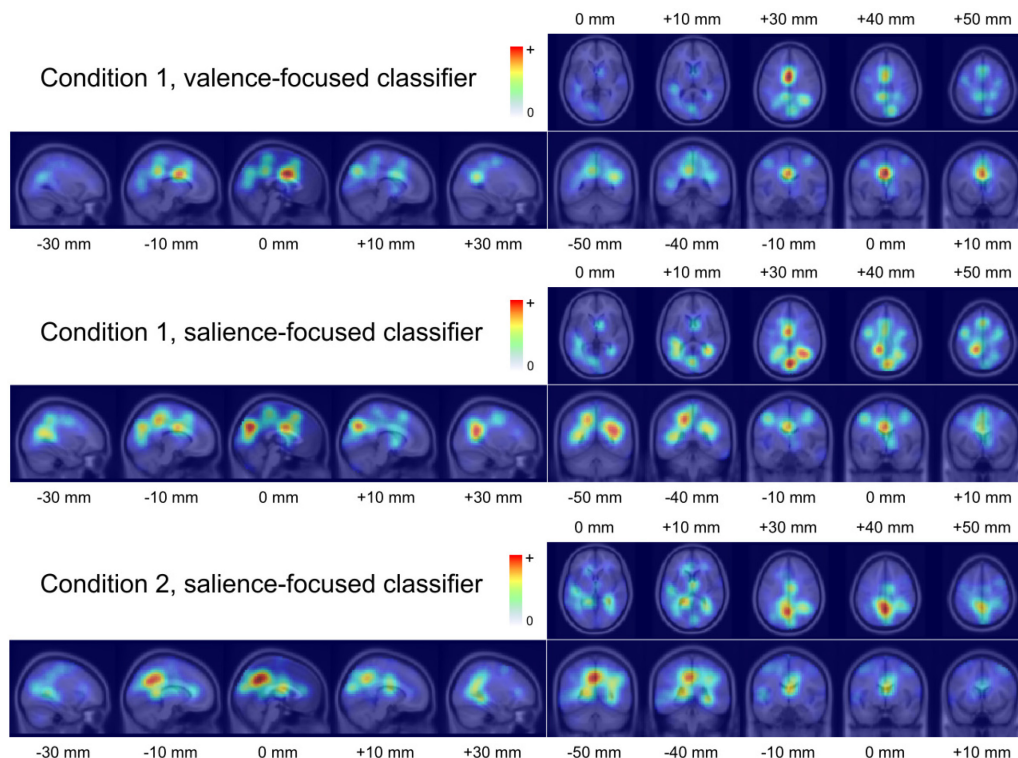 0 mm +10 mm +30 mm +40 mm +50 mm
+
Condition 1, valence-focused classifier
0
-30 mm -10 mm 0 mm +10 mm +30 mm -50 mm -40 mm -10 mm 0 mm +10 mm
0 mm +10 mm +30 mm +40 mm +50 mm
+
Condition 1, salience-focused classifier
0
-30 mm -10 mm 0 mm +10 mm +30 mm -50 mm -40 mm -10 mm 0 mm +10 mm
0 mm +10 mm +30 mm +40 mm +50 mm
+
Condition 2, salience-focused classifier
0
-30 mm -10 mm 0 mm +10 mm +30 mm -50 mm -40 mm -10 mm 0 mm +10 mm